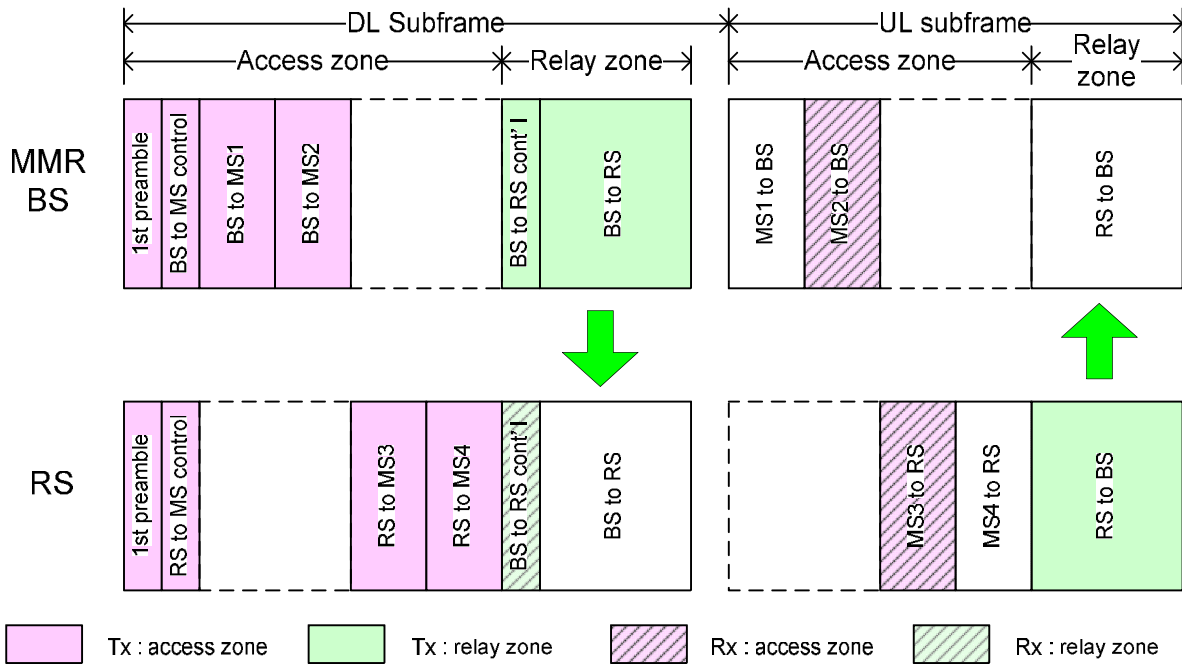 DL Subframe
UL subframe
Access zone
Relay zone
Access zone
Relay
zone
MMR
BS
1st preamble
BS to MS control
BS to MS1
BS to MS2
BS to RS cont' l
BS to RS
MS1 to BS
MS2 to BS
RS to BS
RS
1st preamble
RS to MS control
RS to MS3
RS to MS4
BS to RS cont' l
BS to RS
MS3 to RS
MS4 to RS
RS to BS
Tx : access zone
Tx : relay zone
Rx : access zone
Rx : relay zone